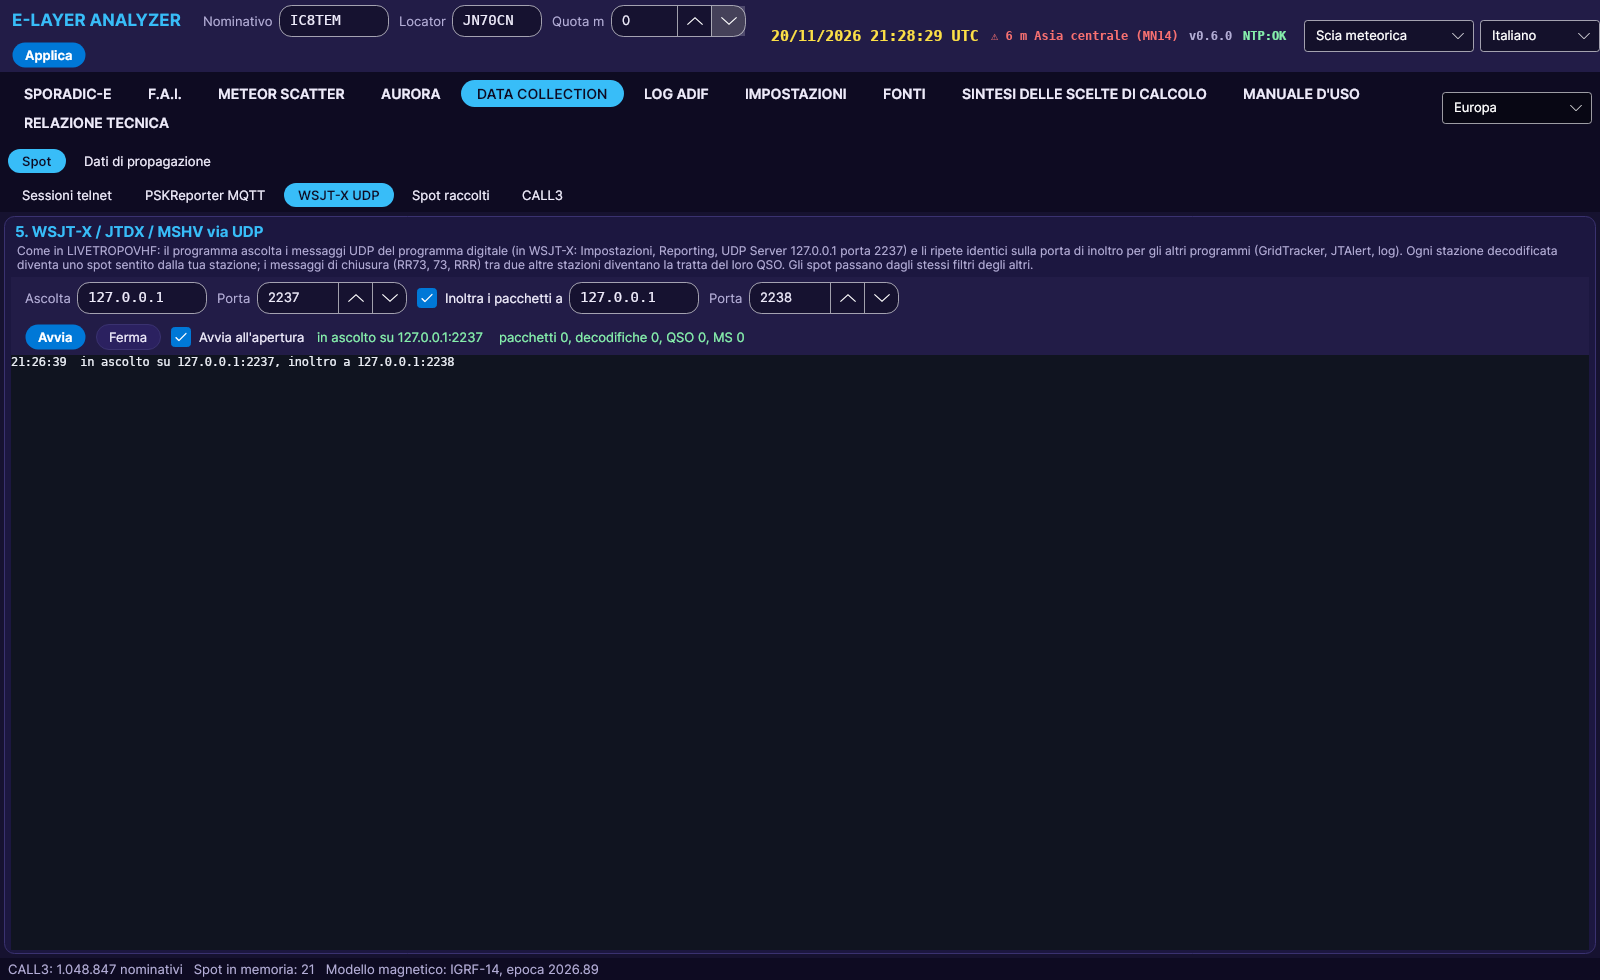 E-LAYER ANALYZER Nominativo IC8TEM Locator JN70CN Quota m 0
20/11/2026 21:28:29 UTC ⚠ 6 m Asia centrale (MN14) v0.6.0 NTP:OK Scia meteorica Italiano
Applica
SPORADIC-E F.A.I. METEOR SCATTER AURORA DATA COLLECTION LOG ADIF IMPOSTAZIONI FONTI SINTESI DELLE SCELTE DI CALCOLO MANUALE D'USO
RELAZIONE TECNICA
Europa
Spot Dati di propagazione
Sessioni telnet PSKReporter MQTT WSJT-X UDP Spot raccolti CALL3
5. WSJT-X / JTDX / MSHV via UDP
Come in LIVETROPOVHF: il programma ascolta i messaggi UDP del programma digitale (in WSJT-X: Impostazioni, Reporting, UDP Server 127.0.0.1 porta 2237) e li ripete identici sulla porta di inoltro per gli altri programmi (GridTracker, JTAlert, log). Ogni stazione decodificata
diventa uno spot sentito dalla tua stazione; i messaggi di chiusura (RR73, 73, RRR) tra due altre stazioni diventano la tratta del loro QSO. Gli spot passano dagli stessi filtri degli altri.
Ascolta 127.0.0.1 Porta 2237 Inoltra i pacchetti a 127.0.0.1 Porta 2238
Avvia Ferma Avvia all'apertura in ascolto su 127.0.0.1:2237 pacchetti 0, decodifiche 0, QSO 0, MS 0
21:26:39 in ascolto su 127.0.0.1:2237, inoltro a 127.0.0.1:2238
CALL3: 1.048.847 nominativi Spot in memoria: 21 Modello magnetico: IGRF-14, epoca 2026.89